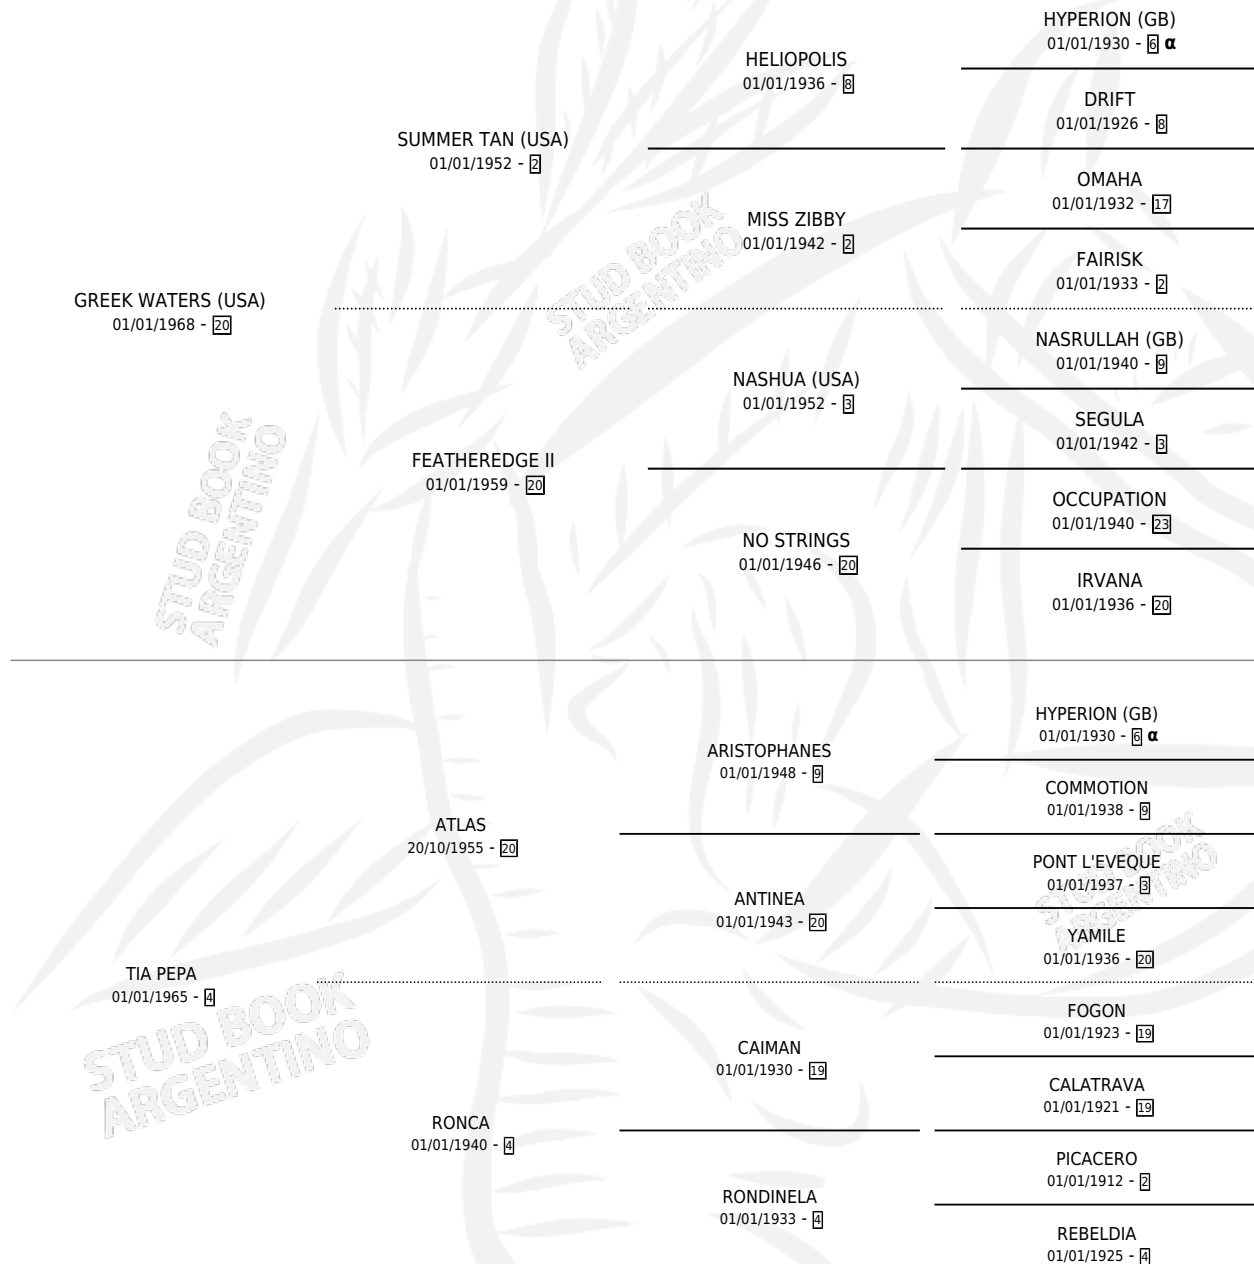 HYPERION (GB)
01/01/1930 - 6 α
HELIOPOLIS
01/01/1936 - 8
DRIFT
01/01/1926 - 8
SUMMER TAN (USA)
01/01/1952 - 2
OMAHA
01/01/1932 - 17
MISS ZIBBY
01/01/1942 - 2
FAIRISK
01/01/1933 - 2
STUD BOOK
ARGENTINO
GREEK WATERS (USA)
01/01/1968 - 20
NASRULLAH (GB)
01/01/1940 - 9
NASHUA (USA)
01/01/1952 - 3
SEGULA
01/01/1942 - 3
FEATHEREDGE II
01/01/1959 - 20
OCCUPATION
01/01/1940 - 23
NO STRINGS
01/01/1946 - 20
IRVANA
01/01/1936 - 20
STUD BOOK
ARGENTINO
HYPERION (GB)
01/01/1930 - 6 α
ARISTOPHANES
01/01/1948 - 9
COMMOTION
01/01/1938 - 9
ATLAS
20/10/1955 - 20
PONT L'EVEQUE
01/01/1937 - 3
ANTINEA
01/01/1943 - 20
YAMILE
01/01/1936 - 20
STUD BOOK
ARGENTINO
TIA PEPA
01/01/1965 - 4
FOGON
01/01/1923 - 19
CAIMAN
01/01/1930 - 19
CALATRAVA
01/01/1921 - 19
STUD BOOK
ARGENTINO
RONCA
01/01/1940 - 4
PICACERO
01/01/1912 - 2
RONDINELA
01/01/1933 - 4
REBELDIA
01/01/1925 - 4